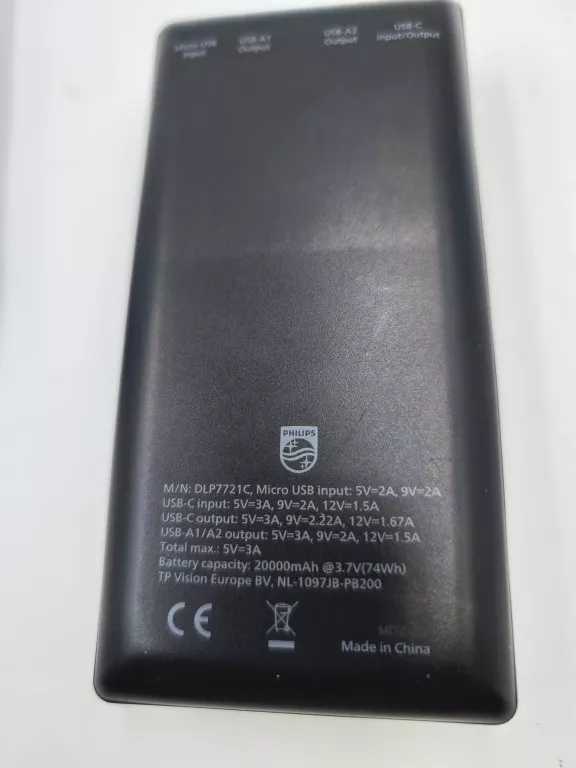 Micro USB
Input
USB-A1
Output
USB-A2
Output
USB-C
Input/Output
PHILIPS
M/N: DLP7721C, Micro USB input: 5V=2A, 9V=2A
USB-C input: 5V=3A, 9V=2A, 12V=1.5A
USB-C output: 5V=3A, 9V=2.22A, 12V=1.67A
USB-A1/A2 output: 5V=3A, 9V=2A, 12V=1.5A
Total max.: 5V=3A
Battery capacity: 20000mAh @3.7V(74Wh)
TP Vision Europe BV, NL-1097JB-PB200
CE
Made in China